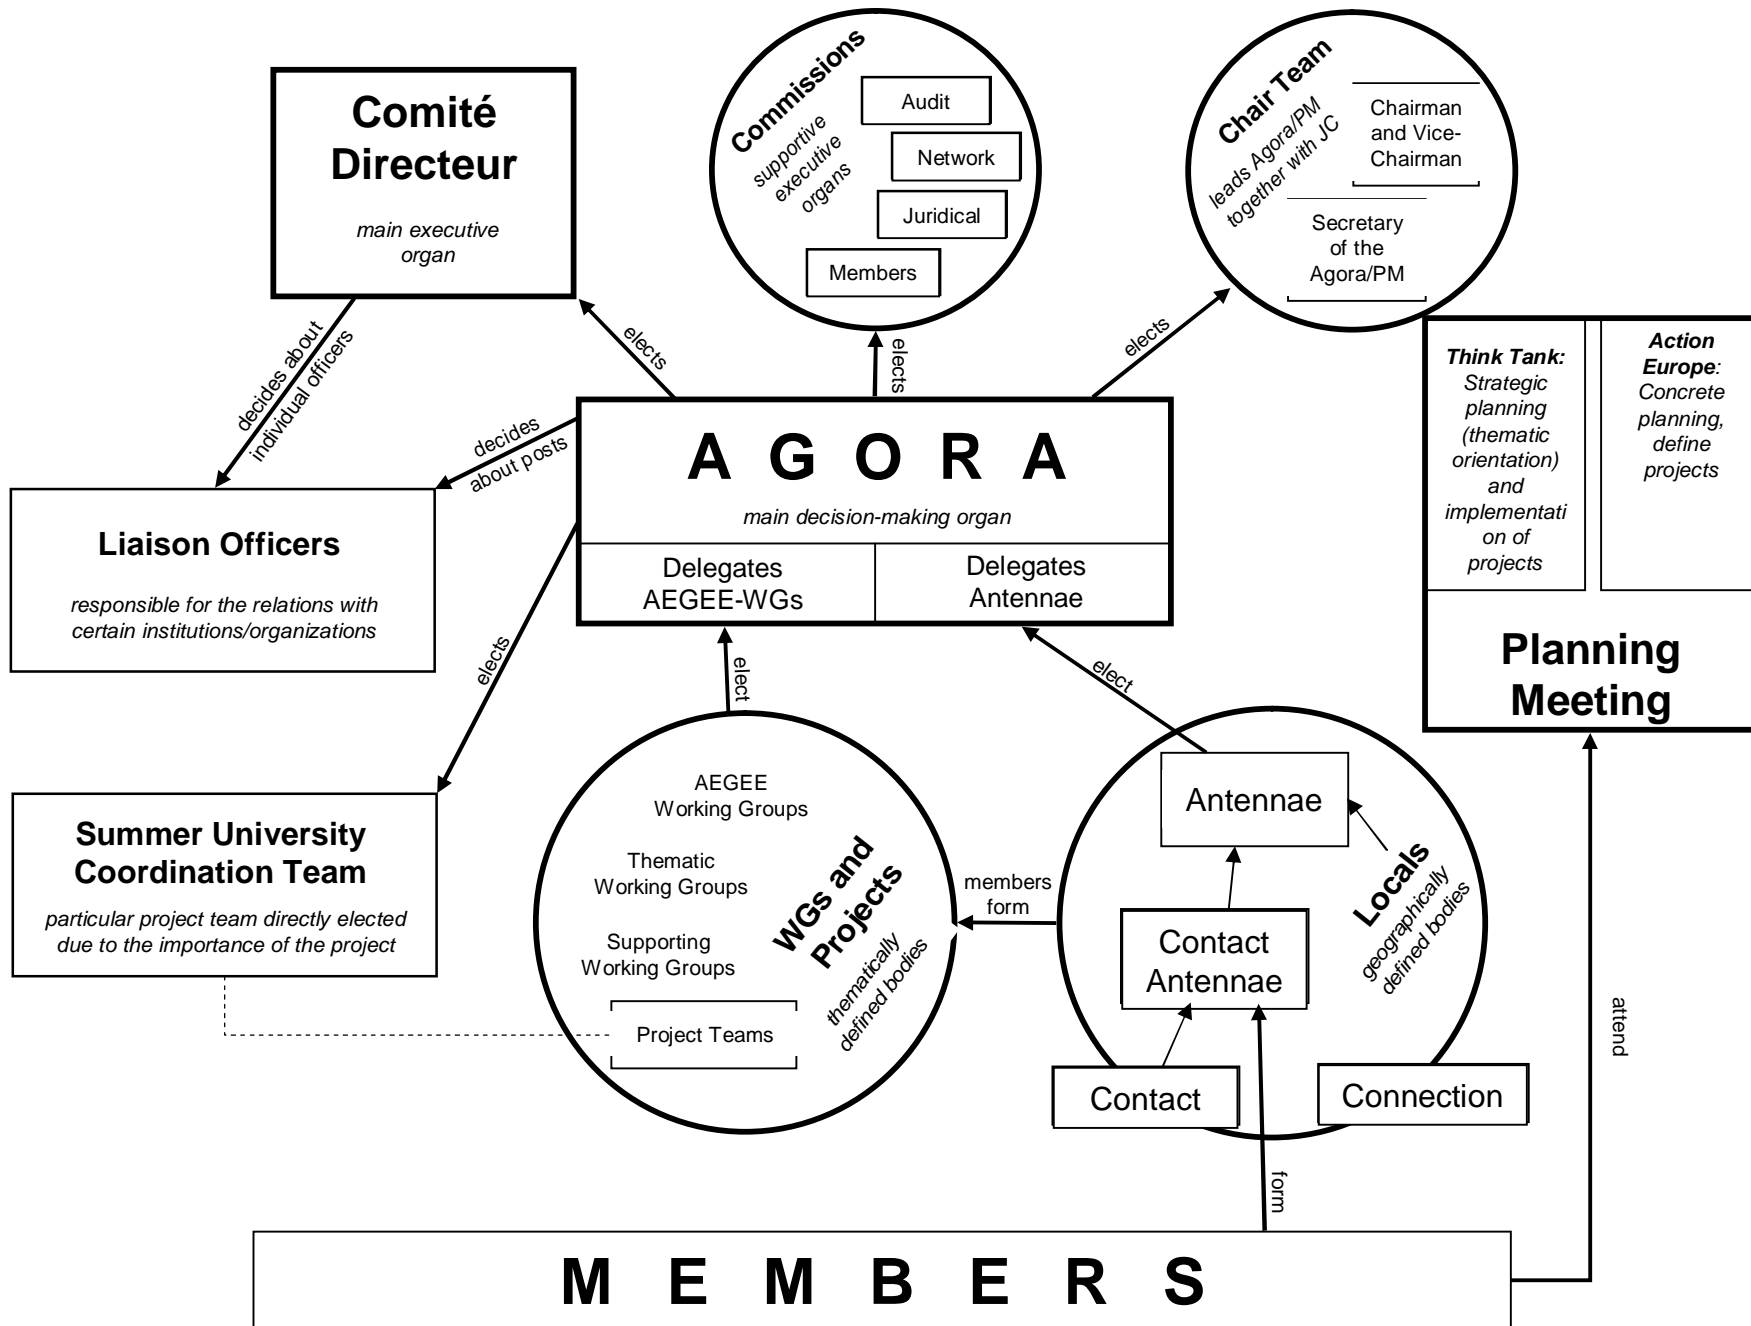 Comité
Directeur
main executive
organ
Commissions
supportive
executive
organs
Audit
Network
Juridical
Members
Chair Team
leads Agora/PM
together with JC
Chairman
and Vice-
Chairman
Secretary
of the
Agora/PM
decides about
individual officers
elects
elects
elects
decides
about posts
A G O R A
main decision-making organ
Delegates
AEGEE-WGs
Delegates
Antennae
Think Tank:
Strategic
planning
(thematic
orientation)
and
implementati
on of
projects
Action
Europe:
Concrete
planning,
define
projects
Planning
Meeting
Liaison Officers
responsible for the relations with
certain institutions/organizations
elects
elect
elect
Summer University
Coordination Team
particular project team directly elected
due to the importance of the project
AEGEE
Working Groups
Thematic
Working Groups
Supporting
Working Groups
Project Teams
WGs and
Projects
thematically
defined bodies
members
form
Antennae
Contact
Antennae
Locals
geographically
defined bodies
Contact
Connection
attend
form
M E M B E R S